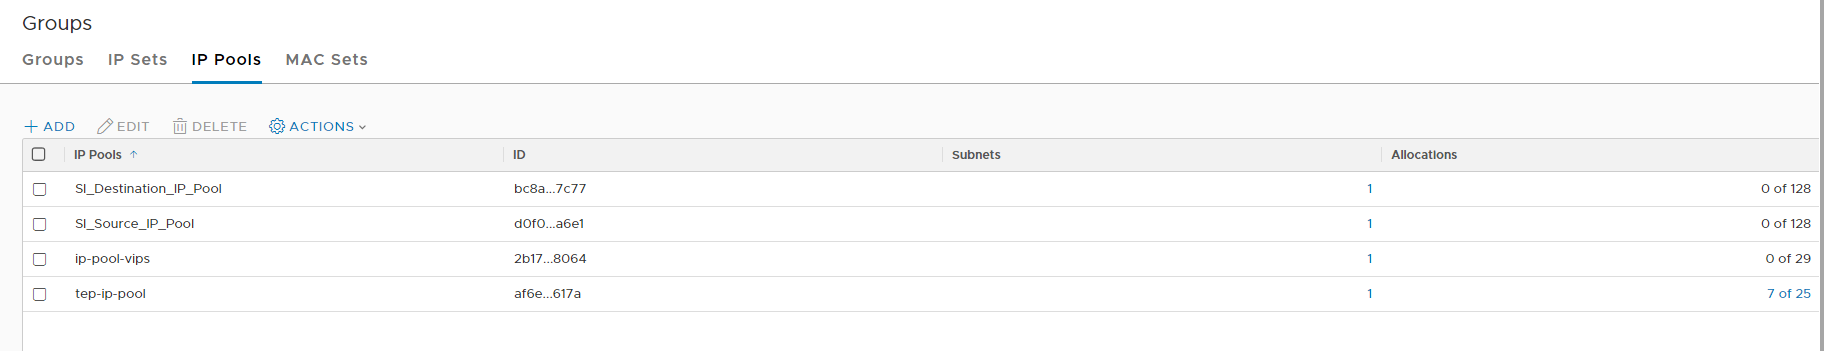 Groups
Groups IP Sets IP Pools MAC Sets
ADD EDIT DELETE ACTIONS
IP Pools ID Subnets Allocations
SI_Destination_IP_Pool bc8a...7c77 1 0 of 128
SI_Source_IP_Pool d0f0...a6e1 1 0 of 128
ip-pool-vips 2b17...8064 1 0 of 29
tep-ip-pool af6e...617a 1 7 of 25